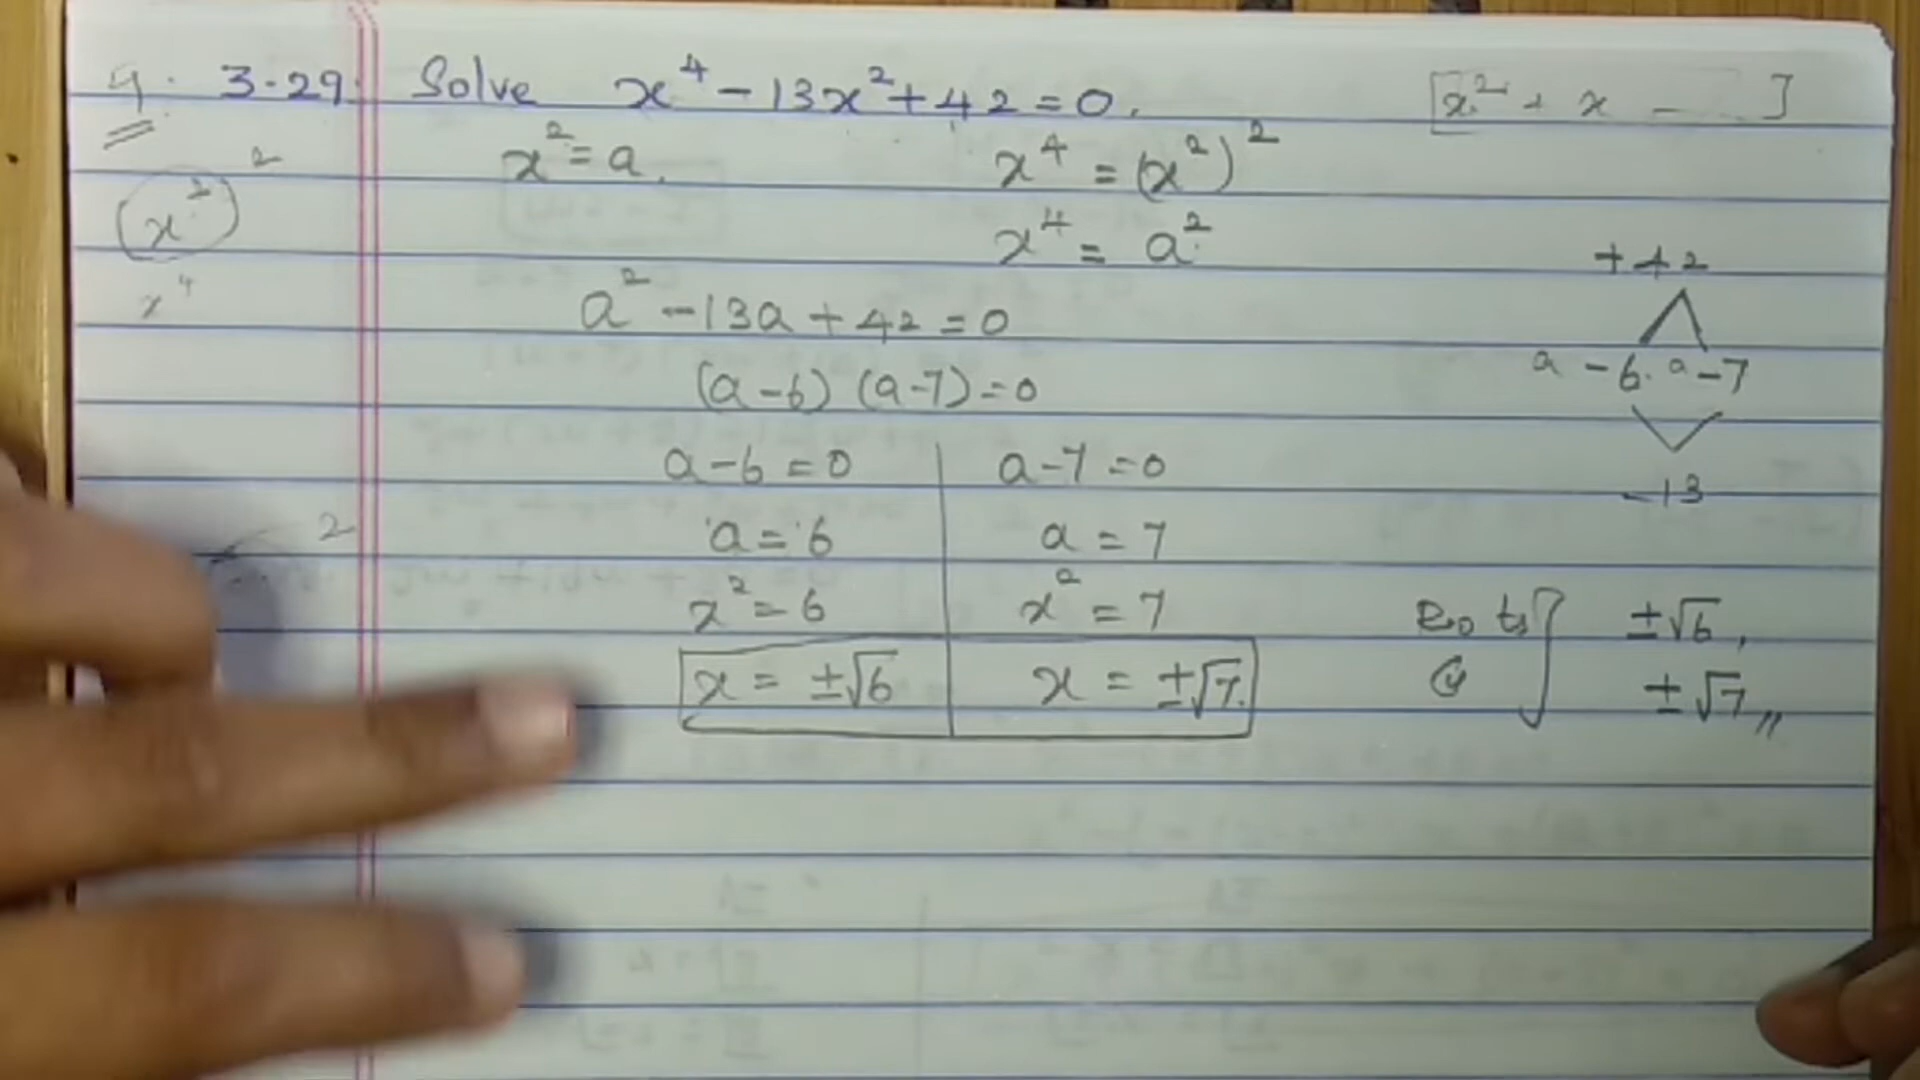 9. 3.29. Solve x⁴ - 13x² + 42 = 0. [x² + x - ]
x² = a. x⁴ = (x²)²
(x²)²
x⁴ = a²
x⁴
+42
a² - 13a + 42 = 0
a - 6. a - 7
(a-6) (a-7) = 0
a - 6 = 0 a - 7 = 0
-13
2
a = 6 a = 7
x² = 6 x² = 7
x = ±√6 x = ±√7.
±√6,
±√7,,